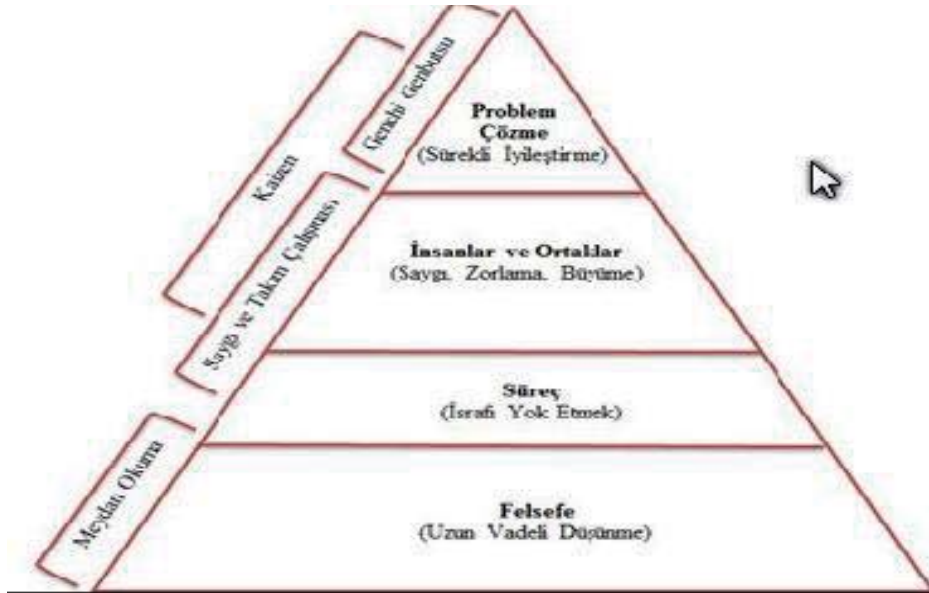 Problem
Çözme
(Sürekli İyileştirme)
İnsanlar ve Ortaklar
(Saygı, Zorlama, Büyüme)
Süreç
(İsrafı Yok Etmek)
Felsefe
(Uzun Vadeli Düşünme)
Genchi Genbutsu
Kaizen
Saygı ve Takım Çalışması
Meydan Okuma